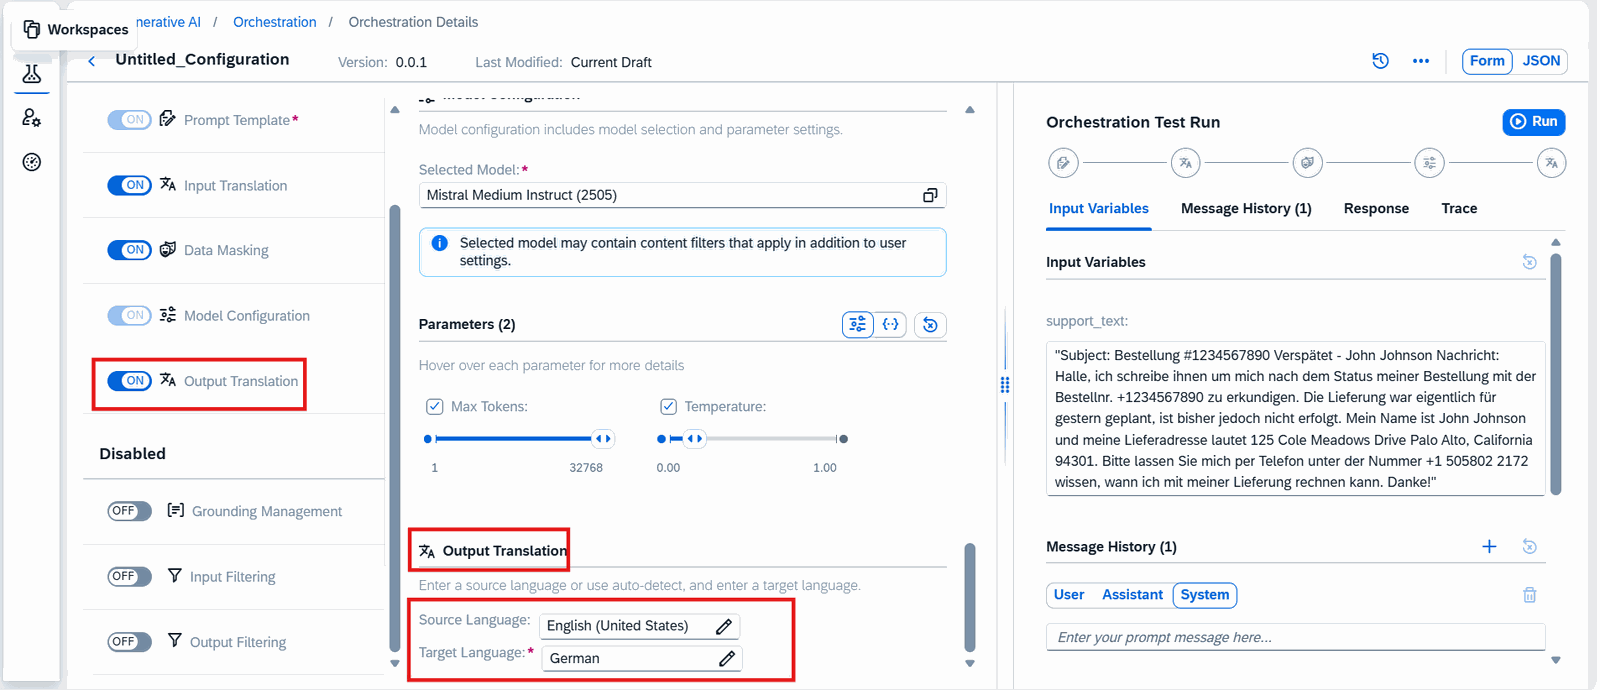 Workspaces
nerative AI / Orchestration / Orchestration Details
Untitled_Configuration
Version: 0.0.1
Last Modified: Current Draft
Form
JSON
ON Prompt Template*
ON Input Translation
ON Data Masking
ON Model Configuration
ON Output Translation
Disabled
OFF Grounding Management
OFF Input Filtering
OFF Output Filtering
Model configuration includes model selection and parameter settings.
Selected Model:*
Mistral Medium Instruct (2505)
Selected model may contain content filters that apply in addition to user
settings.
Parameters (2)
Hover over each parameter for more details
Max Tokens:
Temperature:
1
32768
0.00
1.00
Output Translation
Enter a source language or use auto-detect, and enter a target language.
Source Language: English (United States)
Target Language:* German
Orchestration Test Run
Run
Input Variables
Message History (1)
Response
Trace
Input Variables
support_text:
"Subject: Bestellung #1234567890 Verspätet - John Johnson Nachricht:
Halle, ich schreibe ihnen um mich nach dem Status meiner Bestellung mit der
Bestellnr. +1234567890 zu erkundigen. Die Lieferung war eigentlich für
gestern geplant, ist bisher jedoch nicht erfolgt. Mein Name ist John Johnson
und meine Lieferadresse lautet 125 Cole Meadows Drive Palo Alto, California
94301. Bitte lassen Sie mich per Telefon unter der Nummer +1 505802 2172
wissen, wann ich mit meiner Lieferung rechnen kann. Danke!"
Message History (1)
User
Assistant
System
Enter your prompt message here...